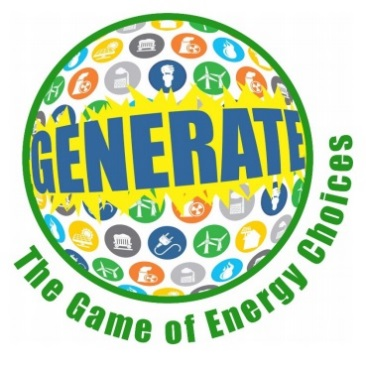 GENERATE
The Game of Energy Choices